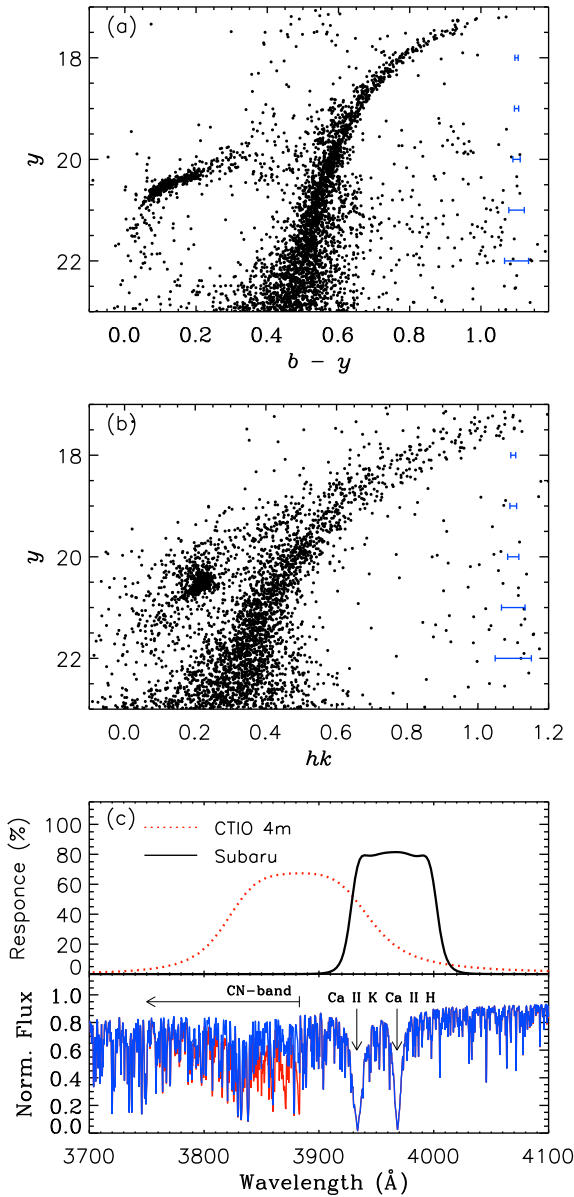 (a)
18
20
22
y
0.0 0.2 0.4 0.6 0.8 1.0
b – y
(b)
18
20
22
y
0.0 0.2 0.4 0.6 0.8 1.0 1.2
hk
(c)
CTIO 4m
Subaru
100
80
60
40
20
0
Responce (%)
CN-band
Ca II K Ca II H
1.0
0.8
0.6
0.4
0.2
0.0
Norm. Flux
3700 3800 3900 4000 4100
Wavelength (Å)